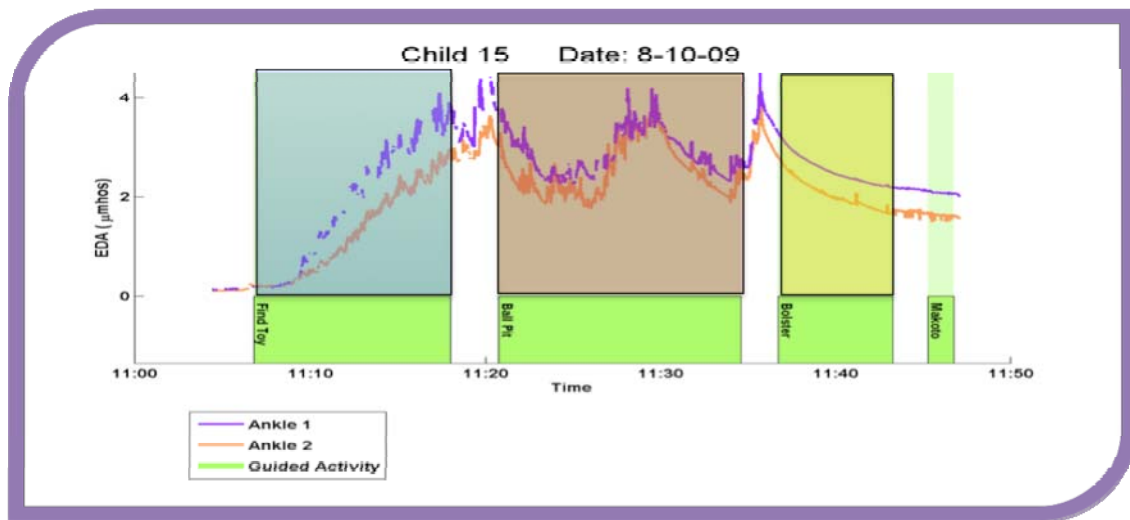 Child 15 Date: 8-10-09
EDA ( μmhos)
4
2
0
Find Toy
Ball Pit
Bolster
Makoto
11:00 11:10 11:20 11:30 11:40 11:50
Time
Ankle 1
Ankle 2
Guided Activity